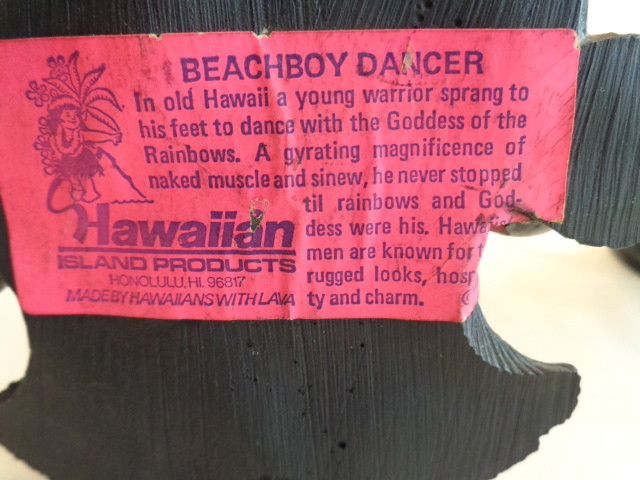 BEACHBOY DANCER
In old Hawaii a young warrior sprang to
his feet to dance with the Goddess of the
Rainbows. A gyrating magnificence of
naked muscle and sinew, he never stopped
til rainbows and God-
dess were his.
men are known for
rugged looks,
ty and charm. ©
Hawaiian
ISLAND PRODUCTS
HONOLULU, HI. 96817
MADE BY HAWAIIANS WITH LAVA